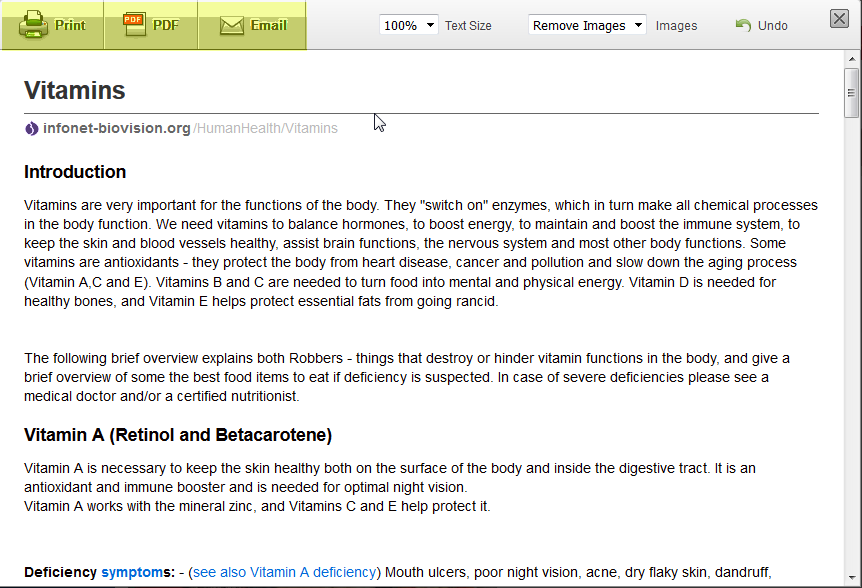 Print PDF PDF Email 100% Text Size Remove Images Images Undo
Vitamins
infonet-biovision.org/HumanHealth/Vitamins
Introduction
Vitamins are very important for the functions of the body. They "switch on" enzymes, which in turn make all chemical processes
in the body function. We need vitamins to balance hormones, to boost energy, to maintain and boost the immune system, to
keep the skin and blood vessels healthy, assist brain functions, the nervous system and most other body functions. Some
vitamins are antioxidants - they protect the body from heart disease, cancer and pollution and slow down the aging process
(Vitamin A,C and E). Vitamins B and C are needed to turn food into mental and physical energy. Vitamin D is needed for
healthy bones, and Vitamin E helps protect essential fats from going rancid.
The following brief overview explains both Robbers - things that destroy or hinder vitamin functions in the body, and give a
brief overview of some the best food items to eat if deficiency is suspected. In case of severe deficiencies please see a
medical doctor and/or a certified nutritionist.
Vitamin A (Retinol and Betacarotene)
Vitamin A is necessary to keep the skin healthy both on the surface of the body and inside the digestive tract. It is an
antioxidant and immune booster and is needed for optimal night vision.
Vitamin A works with the mineral zinc, and Vitamins C and E help protect it.
Deficiency symptoms: - (see also Vitamin A deficiency) Mouth ulcers, poor night vision, acne, dry flaky skin, dandruff,